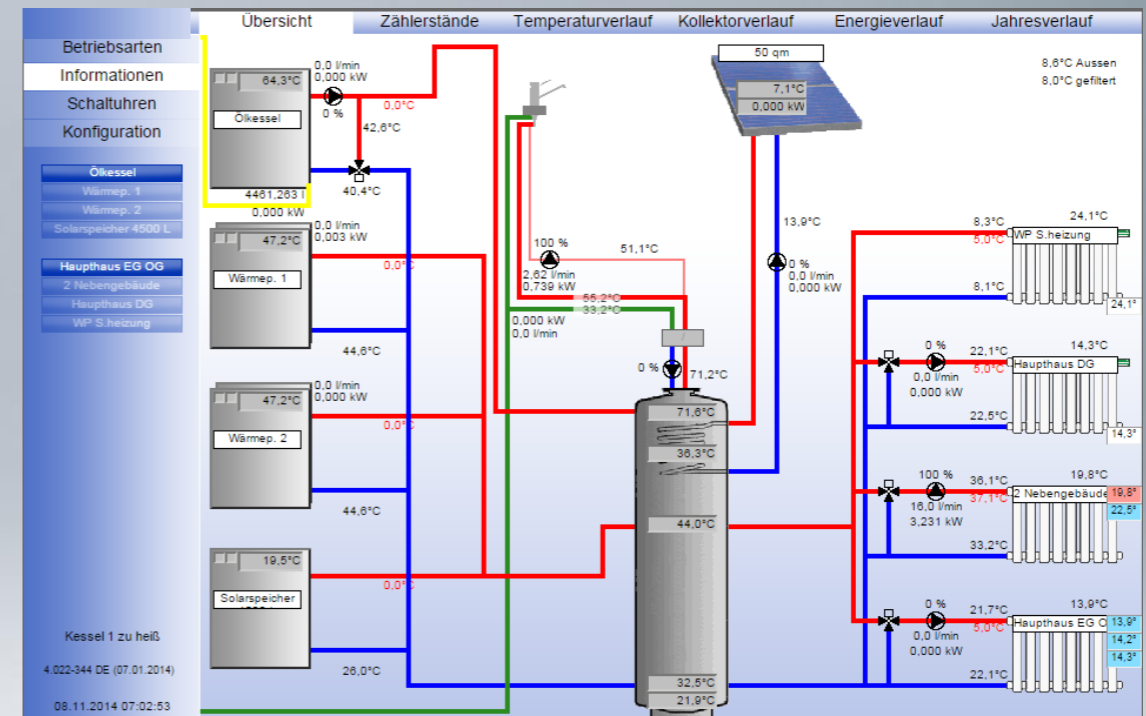 Übersicht
Zählerstände
Temperaturverlauf
Kollektorverlauf
Energieverlauf
Jahresverlauf
Betriebsarten
Informationen
Schaltuhren
Konfiguration
Ölkessel
Wärmep. 1
Wärmep. 2
Solarspeicher 4500 L
Haupthaus EG OG
2 Nebengebäude
Haupthaus DG
WP S.heizung
Kessel 1 zu heiß
4.022-344 DE (07.01.2014)
08.11.2014 07:02:53
64,3°C
0,0 l/min
0,000 kW
0.0°C
0 %
Ölkessel
42,6°C
4461,263 l
0,000 kW
40,4°C
47,2°C
0,0 l/min
0,003 kW
0.0°C
Wärmep. 1
44,6°C
47,2°C
0,0 l/min
0,000 kW
0.0°C
Wärmep. 2
44,6°C
19,5°C
0.0°C
Solarspeicher
26,0°C
100 %
51,1°C
2,62 l/min
0,739 kW
55,2°C
33,2°C
0,000 kW
0,0 l/min
0 %
71,2°C
71,6°C
36,3°C
44,0°C
32,5°C
21,9°C
50 qm
7,1°C
0,000 kW
13,9°C
0 %
0,0 l/min
0,000 kW
8,6°C Aussen
8,0°C gefiltert
8,3°C
24,1°C
5,0°C
WP S.heizung
8,1°C
24,1°
0 %
22,1°C
14,3°C
5,0°C
Haupthaus DG
0,0 l/min
0,000 kW
22,5°C
14,3°
100 %
36,1°C
19,8°C
37,1°C
2 Nebengebäude
19,8°
22,5°
16,0 l/min
3,231 kW
33,2°C
0 %
21,7°C
13,9°C
5,0°C
Haupthaus EG O
13,9°
14,2°
14,3°
0,0 l/min
0,000 kW
22,1°C